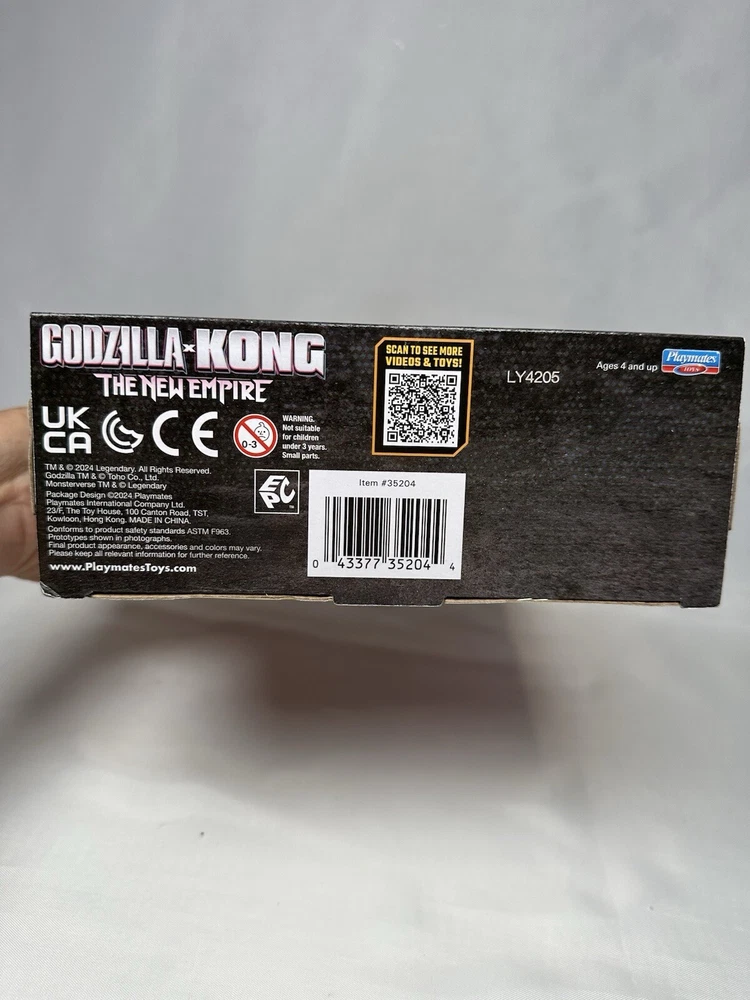 GODZILLA x KONG
THE NEW EMPIRE
SCAN TO SEE MORE
VIDEOS & TOYS!
LY4205
Ages 4 and up
Playmates
TOYS
UK
CA
CE
0-3
WARNING.
Not suitable
for children
under 3 years.
Small parts.
TM & © 2024 Legendary. All Rights Reserved.
Godzilla TM & © Toho Co., Ltd.
Monsterverse TM & © Legendary
Package Design ©2024 Playmates
Playmates International Company Ltd.
23/F, The Toy House, 100 Canton Road, TST,
Kowloon, Hong Kong. MADE IN CHINA.
Conforms to product safety standards ASTM F963.
Prototypes shown in photographs.
Final product appearance, accessories and colors may vary.
Please keep all relevant information for further reference.
www.PlaymatesToys.com
EPC
TM
Item #35204
0 43377 35204 4